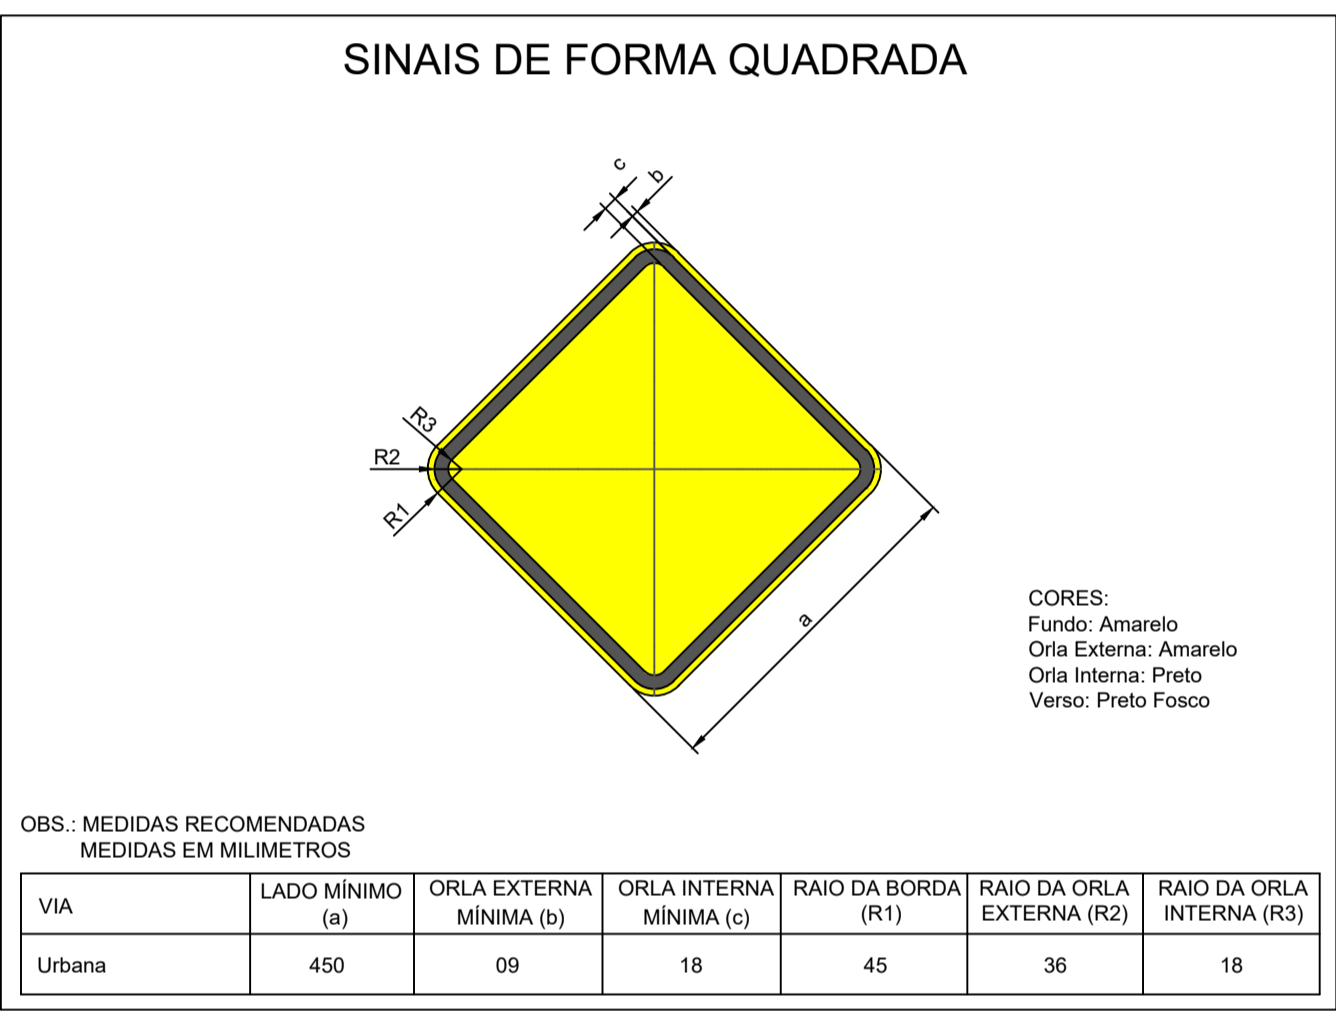 SINAIS DE FORMA QUADRADA
c
b
R3
R2
R1
a
CORES:
Fundo: Amarelo
Orla Externa: Amarelo
Orla Interna: Preto
Verso: Preto Fosco
OBS.: MEDIDAS RECOMENDADAS
MEDIDAS EM MILIMETROS
VIA
LADO MÍNIMO
(a)
ORLA EXTERNA
MÍNIMA (b)
ORLA INTERNA
MÍNIMA (c)
RAIO DA BORDA
(R1)
RAIO DA ORLA
EXTERNA (R2)
RAIO DA ORLA
INTERNA (R3)
Urbana
450
09
18
45
36
18